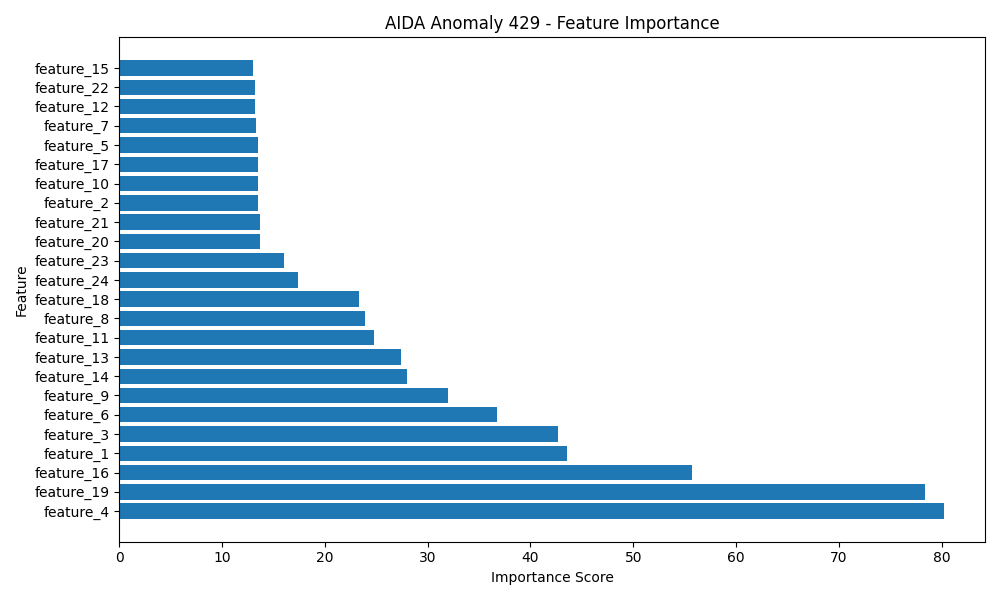 AIDA Anomaly 429 - Feature Importance
feature_15
feature_22
feature_12
feature_7
feature_5
feature_17
feature_10
feature_2
feature_21
feature_20
feature_23
feature_24
feature_18
feature_8
feature_11
feature_13
feature_14
feature_9
feature_6
feature_3
feature_1
feature_16
feature_19
feature_4
Feature
0 10 20 30 40 50 60 70 80
Importance Score